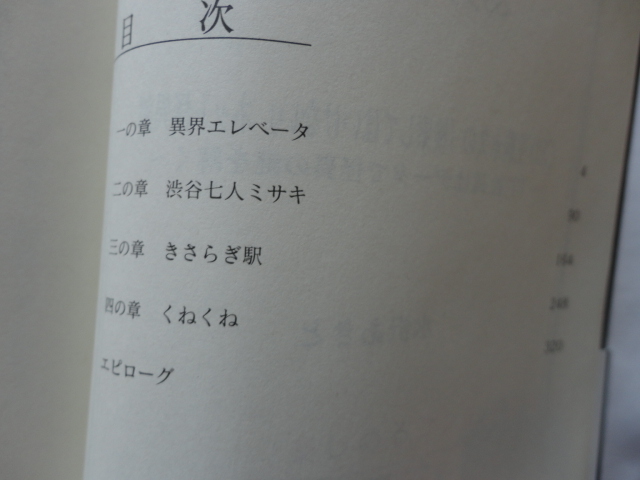 目次
一の章 異界エレベータ 4
二の章 渋谷七人ミサキ 90
三の章 きさらぎ駅
四の章 くねくね
エピローグ